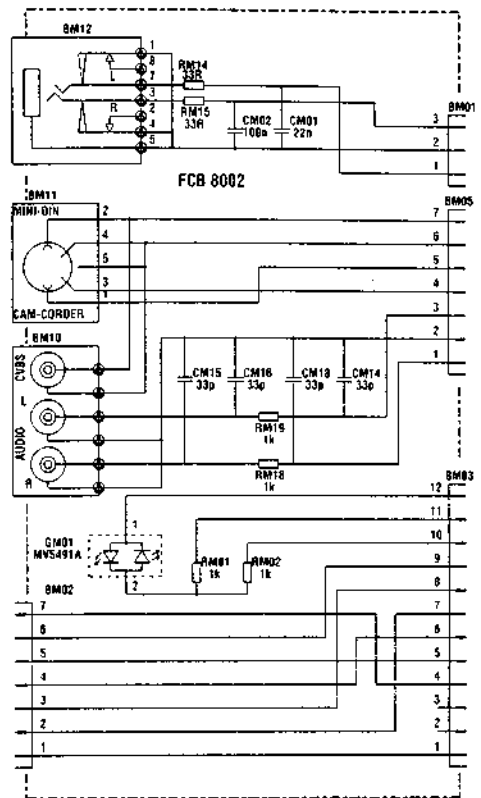 BM12
1
8
7
3
2
4
5
L
R
RM14
33R
RM15
33R
CM02
100n
CM01
22n
BM01
3
2
1
FCB 8002
BM11
MINI-DIN
2
4
5
3
1
CAM-CORDER
BM05
7
6
5
4
3
2
1
BM10
CVBS
L
AUDIO
R
CM15
33p
CM16
33p
CM13
33p
CM14
33p
RM19
1k
RM18
1k
BM03
12
11
10
9
8
7
6
5
4
3
2
1
GM01
MV5491A
1
2
RM01
1k
RM02
1k
BM02
7
6
5
4
3
2
1